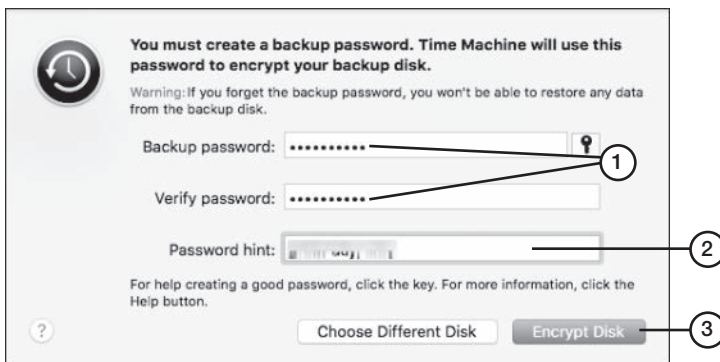 You must create a backup password. Time Machine will use this
password to encrypt your backup disk.
Warning: If you forget the backup password, you won't be able to restore any data
from the backup disk.
Backup password: ••••••••••
1
Verify password: ••••••••••
Password hint:
2
For help creating a good password, click the key. For more information, click the
Help button.
? Choose Different Disk Encrypt Disk 3